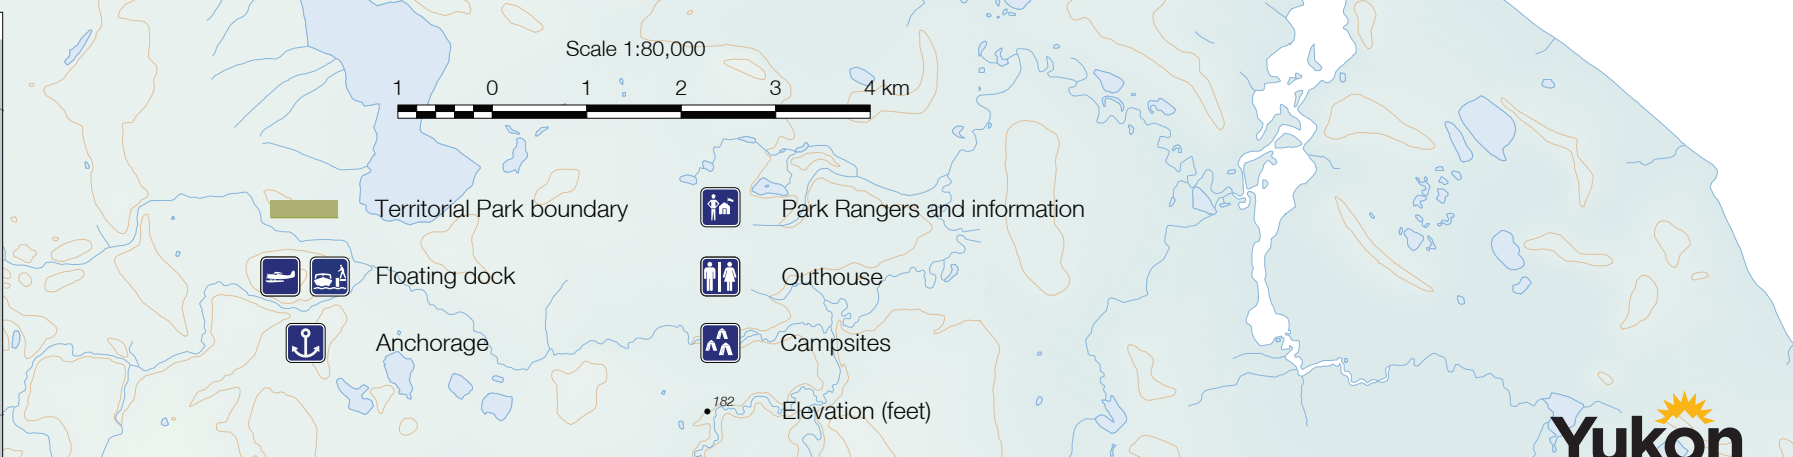 Scale 1:80,000
1 0 1 2 3 4 km
Territorial Park boundary
Park Rangers and information
Floating dock
Outhouse
Anchorage
Campsites
182
Elevation (feet)
Yukon